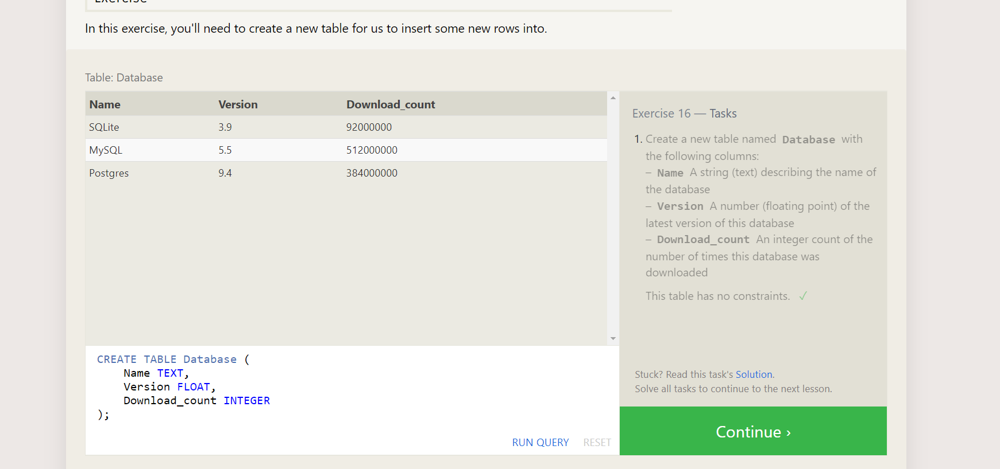 Exercise
In this exercise, you'll need to create a new table for us to insert some new rows into.
Table: Database
Name Version Download_count
SQLite 3.9 92000000
MySQL 5.5 512000000
Postgres 9.4 384000000
CREATE TABLE Database (
    Name TEXT,
    Version FLOAT,
    Download_count INTEGER
);
RUN QUERY RESET
Exercise 16 — Tasks
1. Create a new table named Database with
the following columns:
– Name A string (text) describing the name of
the database
– Version A number (floating point) of the
latest version of this database
– Download_count An integer count of the
number of times this database was
downloaded
This table has no constraints. ✓
Stuck? Read this task's Solution.
Solve all tasks to continue to the next lesson.
Continue ›